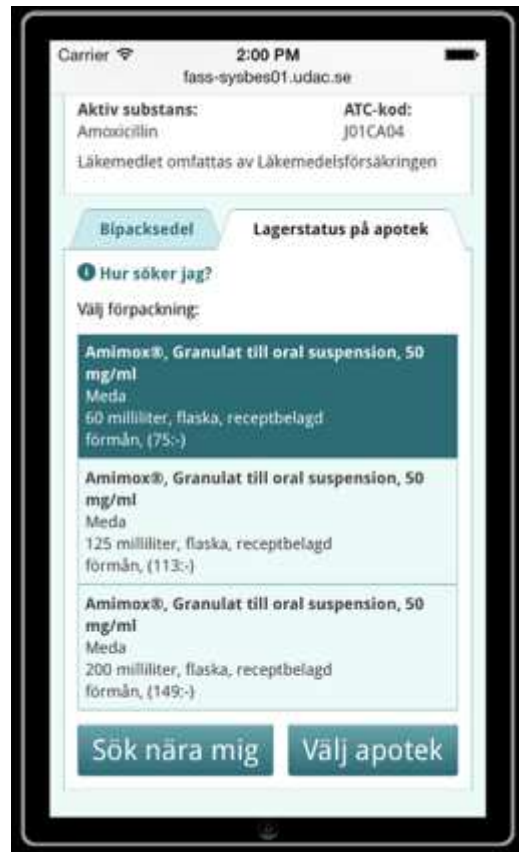 Carrier 2:00 PM
fass-sysbes01.udac.se
Aktiv substans: ATC-kod:
Amoxicillin J01CA04
Läkemedlet omfattas av Läkemedelsförsäkringen
Bipacksedel Lagerstatus på apotek
i Hur söker jag?
Välj förpackning:
Amimox®, Granulat till oral suspension, 50
mg/ml
Meda
60 milliliter, flaska, receptbelagd
förmån, (75:-)
Amimox®, Granulat till oral suspension, 50
mg/ml
Meda
125 milliliter, flaska, receptbelagd
förmån, (113:-)
Amimox®, Granulat till oral suspension, 50
mg/ml
Meda
200 milliliter, flaska, receptbelagd
förmån, (149:-)
Sök nära mig Välj apotek